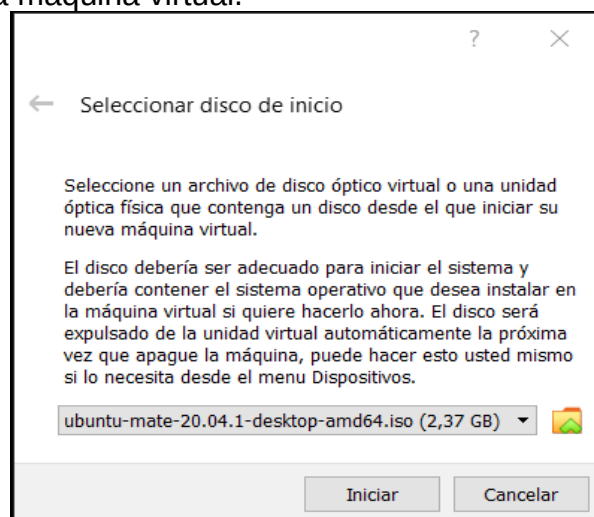 a máquina virtual.
?
Seleccionar disco de inicio
Seleccione un archivo de disco óptico virtual o una unidad
óptica física que contenga un disco desde el que iniciar su
nueva máquina virtual.
El disco debería ser adecuado para iniciar el sistema y
debería contener el sistema operativo que desea instalar en
la máquina virtual si quiere hacerlo ahora. El disco será
expulsado de la unidad virtual automáticamente la próxima
vez que apague la máquina, puede hacer esto usted mismo
si lo necesita desde el menu Dispositivos.
ubuntu-mate-20.04.1-desktop-amd64.iso (2,37 GB)
Iniciar Cancelar